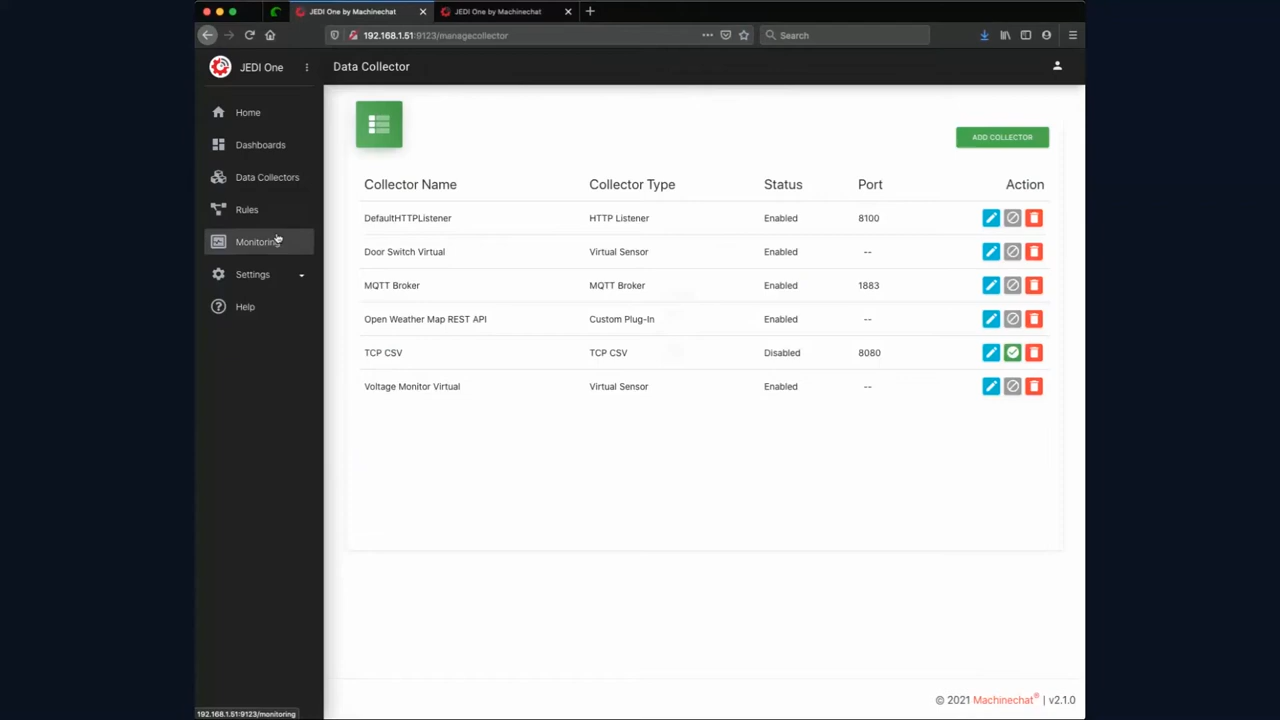 JEDI One by Machinechat
JEDI One by Machinechat
192.168.1.51:9123/managecollector
Search
JEDI One
Data Collector
Home
Dashboards
Data Collectors
Rules
Monitoring
Settings
Help
ADD COLLECTOR
Collector Name Collector Type Status Port Action
DefaultHTTPListener HTTP Listener Enabled 8100
Door Switch Virtual Virtual Sensor Enabled --
MQTT Broker MQTT Broker Enabled 1883
Open Weather Map REST API Custom Plug-In Enabled --
TCP CSV TCP CSV Disabled 8080
Voltage Monitor Virtual Virtual Sensor Enabled --
© 2021 Machinechat® | v2.1.0
192.168.1.51:9123/monitoring